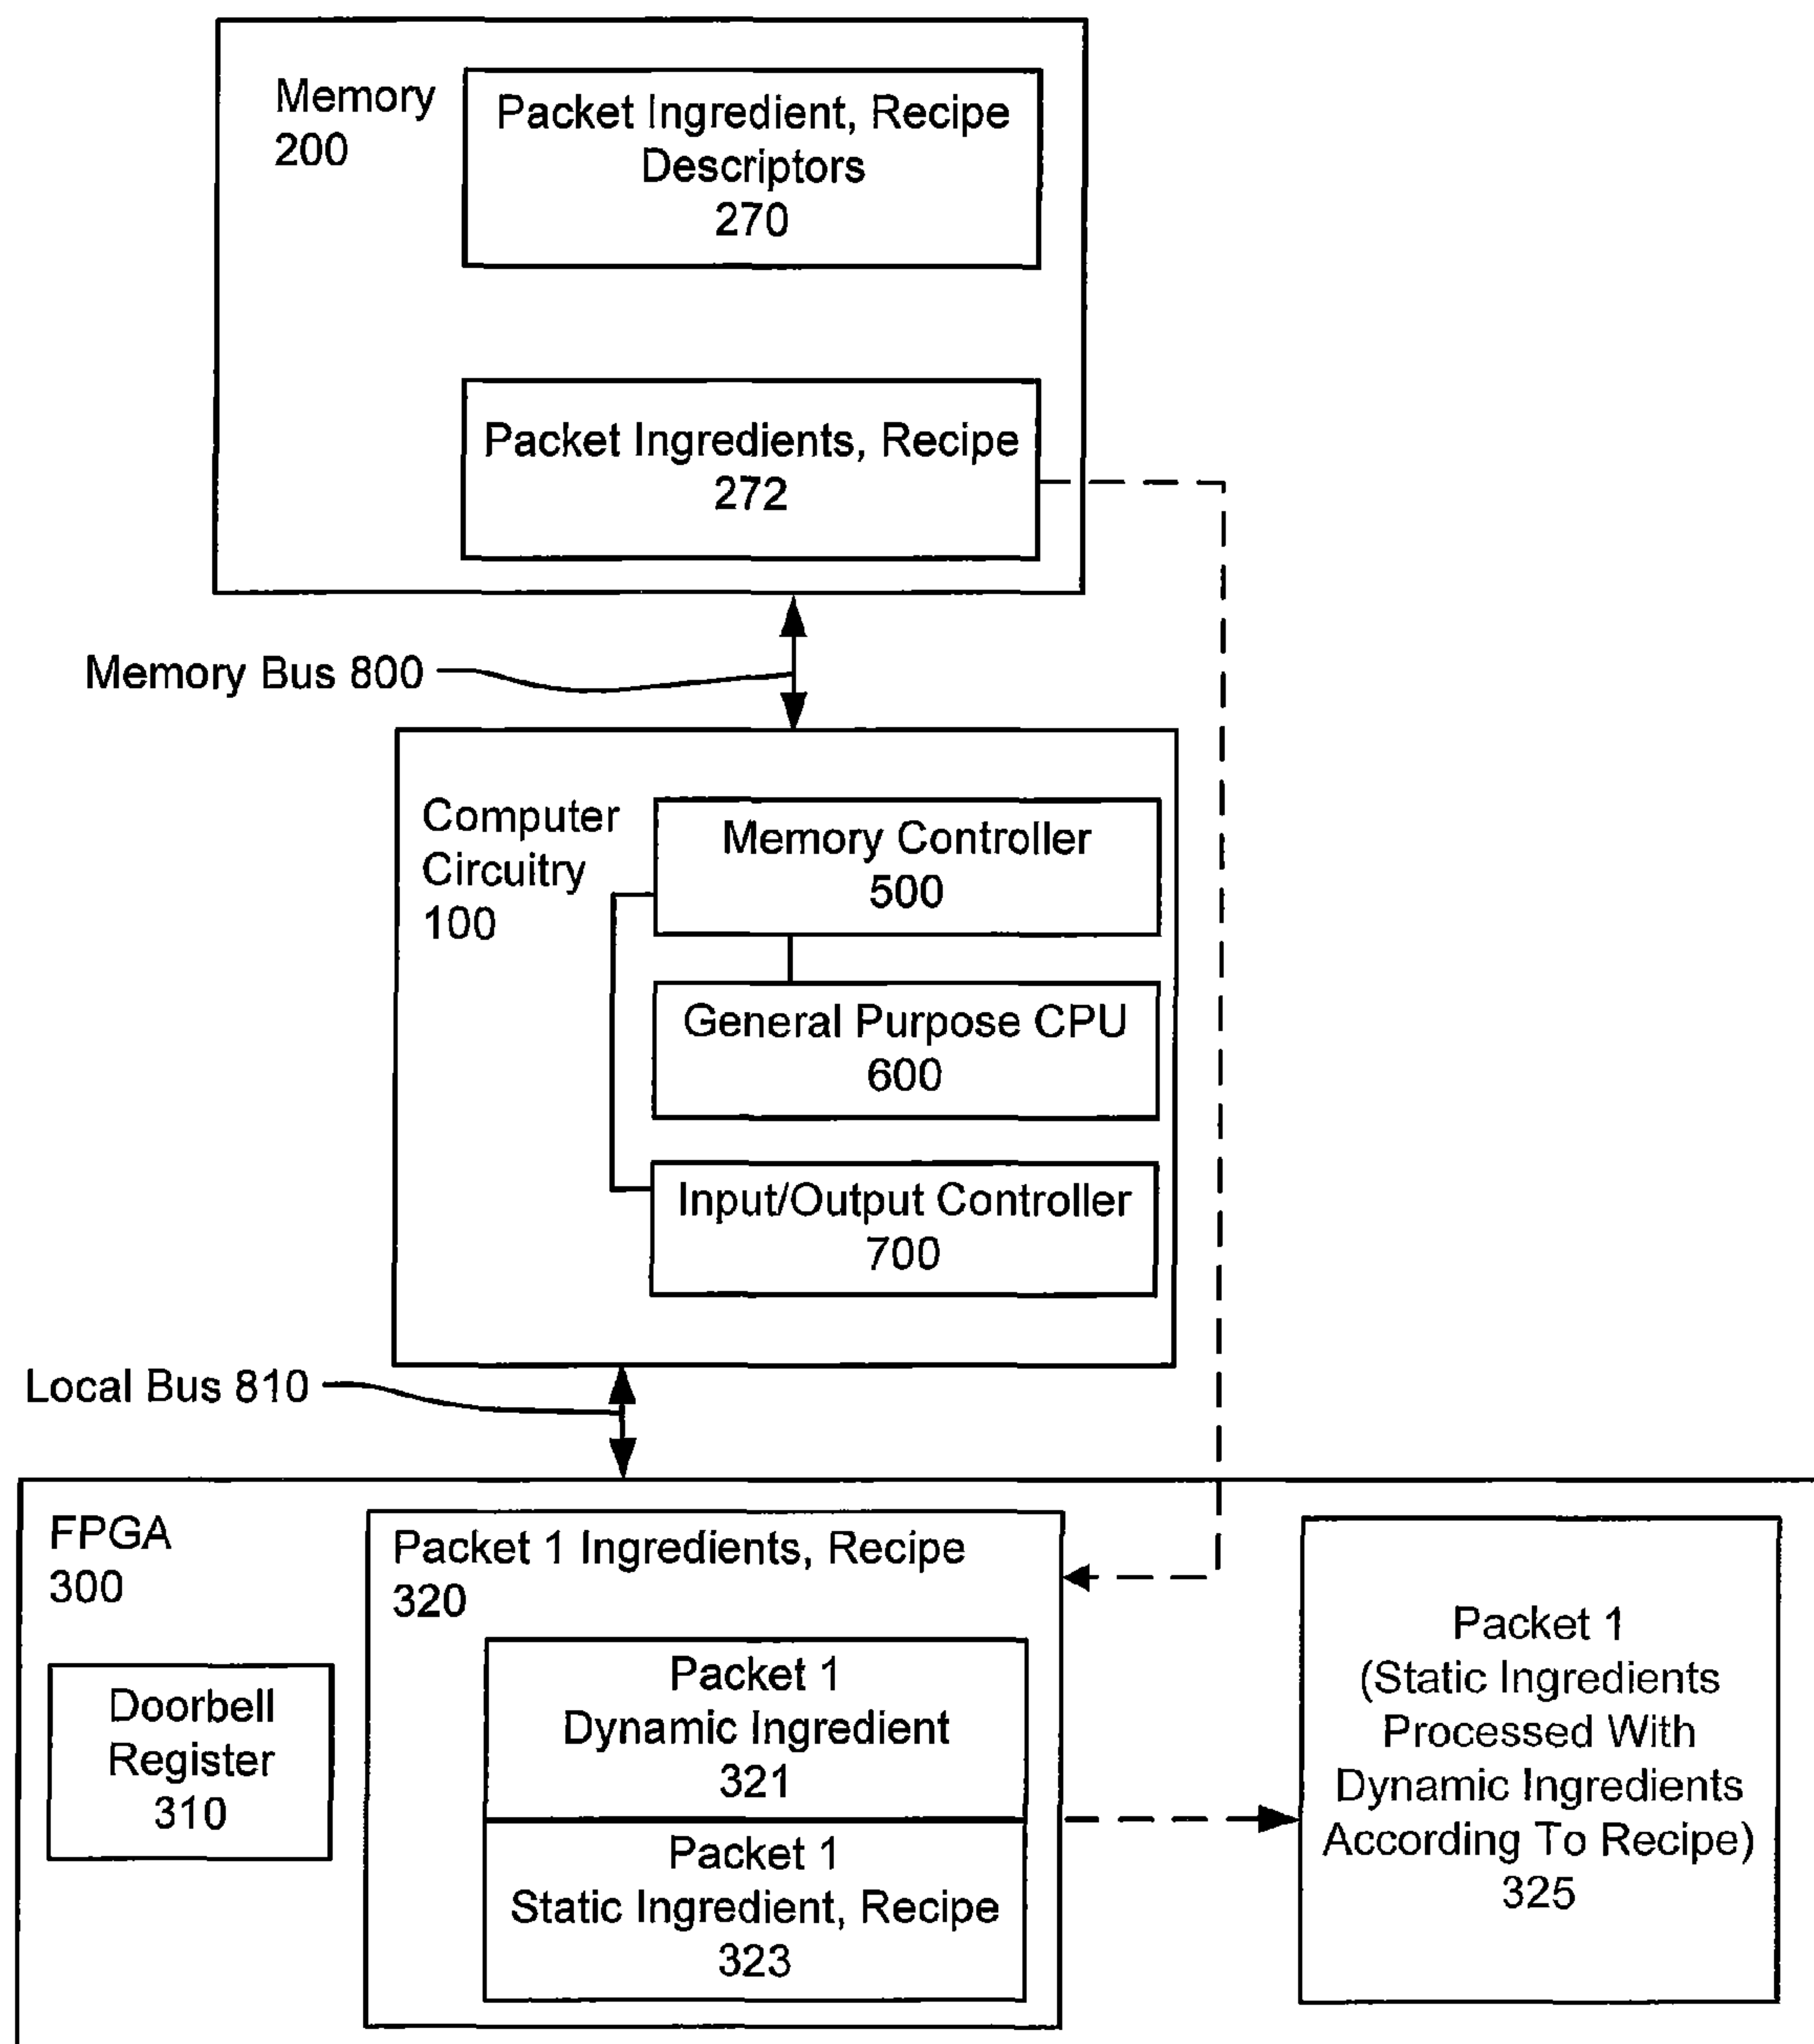 Memory
200
Packet Ingredient, Recipe
Descriptors
270
Packet Ingredients, Recipe
272
Memory Bus 800
Computer
Circuitry
100
Memory Controller
500
General Purpose CPU
600
Input/Output Controller
700
Local Bus 810
FPGA
300
Doorbell
Register
310
Packet 1 Ingredients, Recipe
320
Packet 1
Dynamic Ingredient
321
Packet 1
Static Ingredient, Recipe
323
Packet 1
(Static Ingredients
Processed With
Dynamic Ingredients
According To Recipe)
325